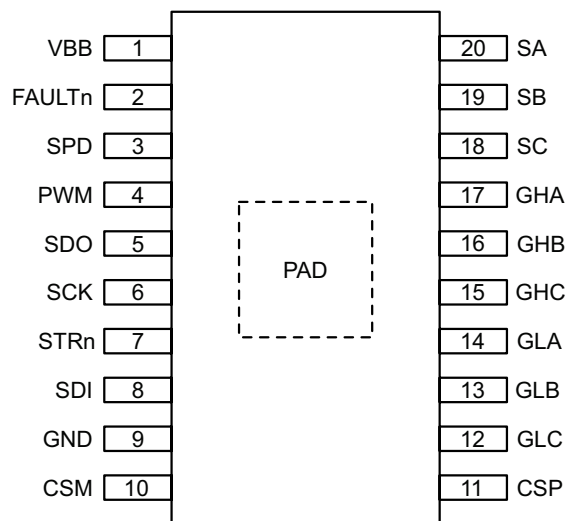 VBB 1 20 SA
FAULTn 2 19 SB
SPD 3 18 SC
PWM 4 17 GHA
SDO 5 16 GHB
PAD
SCK 6 15 GHC
STRn 7 14 GLA
SDI 8 13 GLB
GND 9 12 GLC
CSM 10 11 CSP